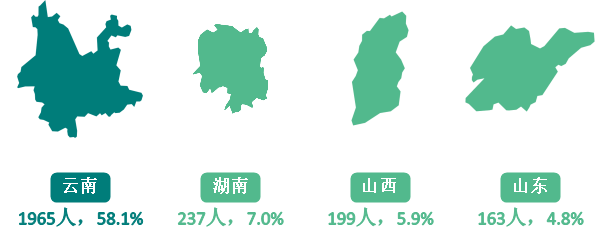 云南 湖南 山西 山东
1965人，58.1% 237人，7.0% 199人，5.9% 163人，4.8%